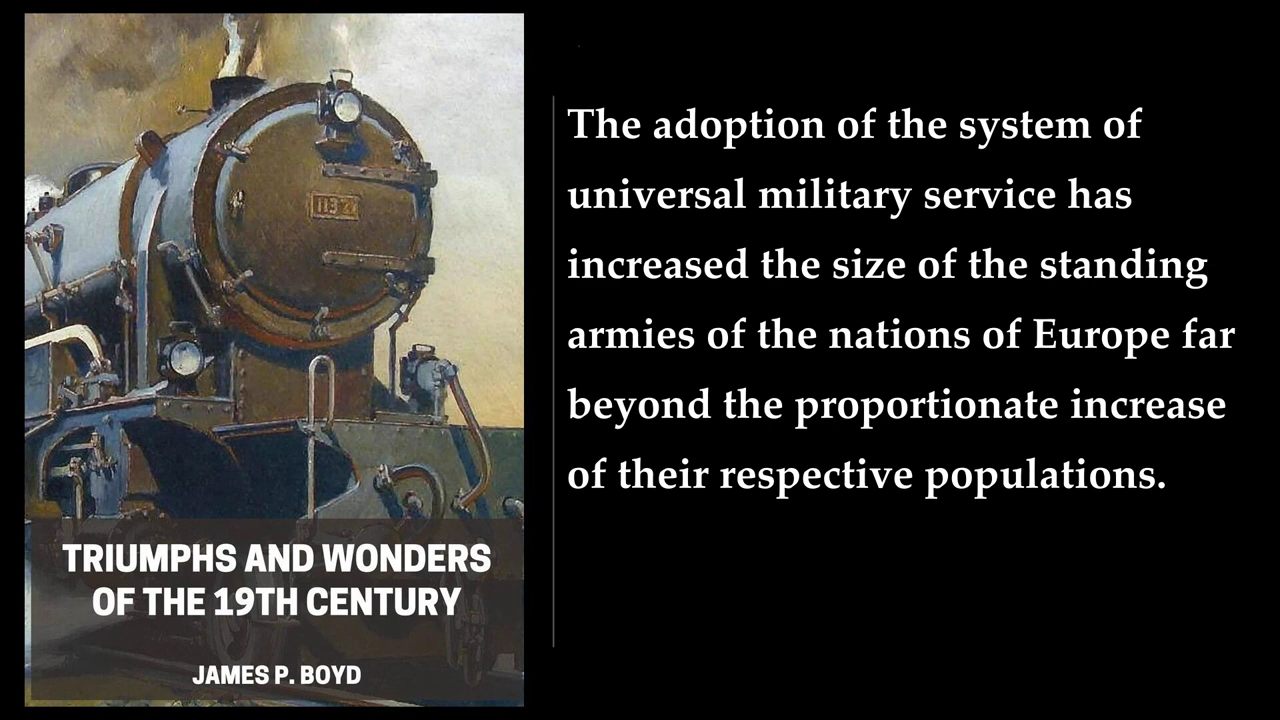 1132
TRIUMPHS AND WONDERS
OF THE 19TH CENTURY
JAMES P. BOYD
The adoption of the system of
universal military service has
increased the size of the standing
armies of the nations of Europe far
beyond the proportionate increase
of their respective populations.